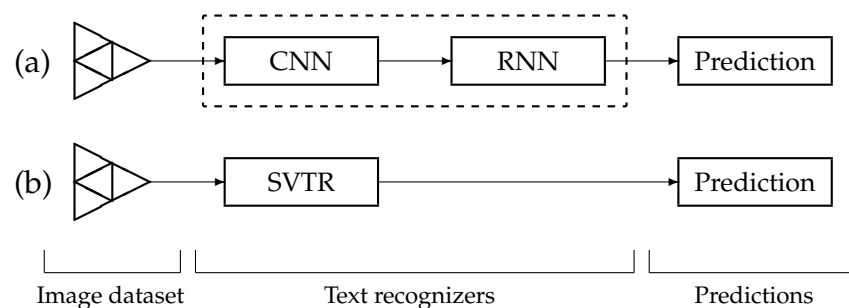 (a) CNN RNN Prediction
(b) SVTR Prediction
Image dataset Text recognizers Predictions